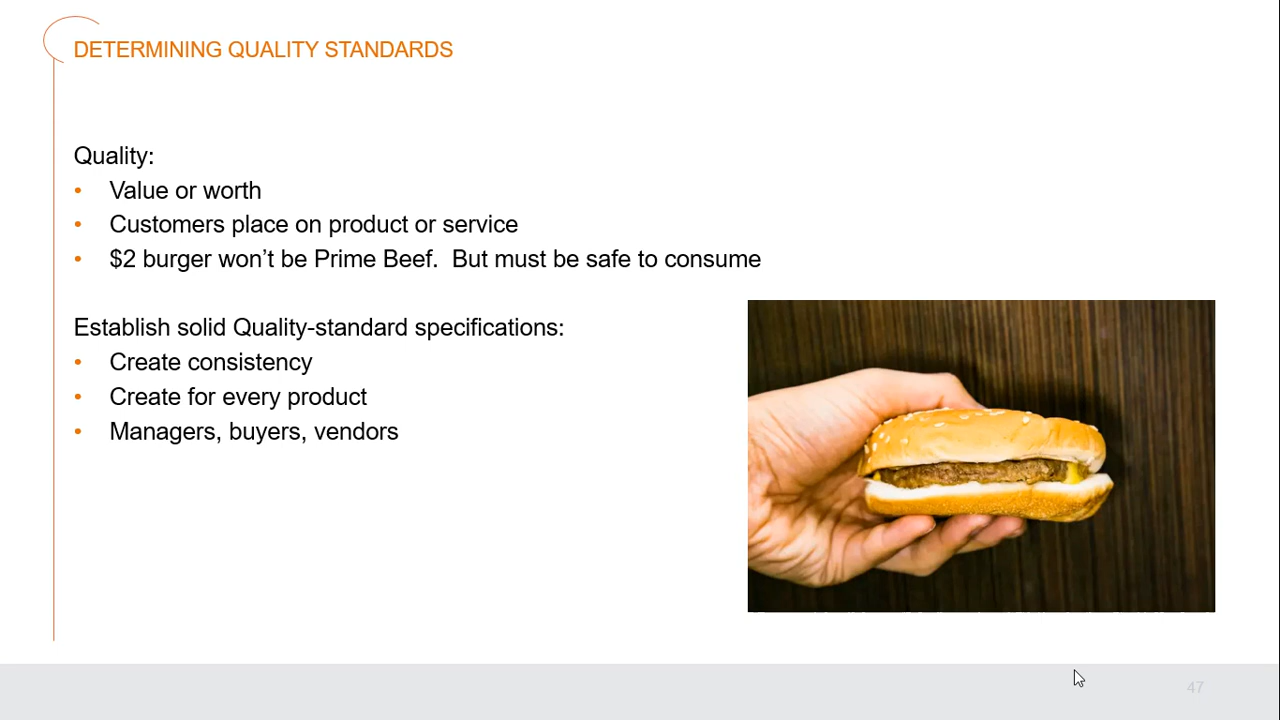 DETERMINING QUALITY STANDARDS
Quality:
• Value or worth
• Customers place on product or service
• $2 burger won’t be Prime Beef.  But must be safe to consume
Establish solid Quality-standard specifications:
• Create consistency
• Create for every product
• Managers, buyers, vendors
47